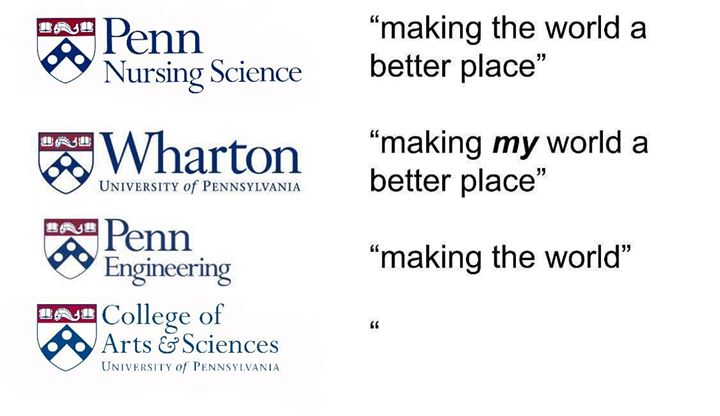 Penn
Nursing Science
“making the world a
better place”
Wharton
UNIVERSITY of PENNSYLVANIA
“making my world a
better place”
Penn
Engineering
“making the world”
College of
Arts & Sciences
UNIVERSITY of PENNSYLVANIA
“